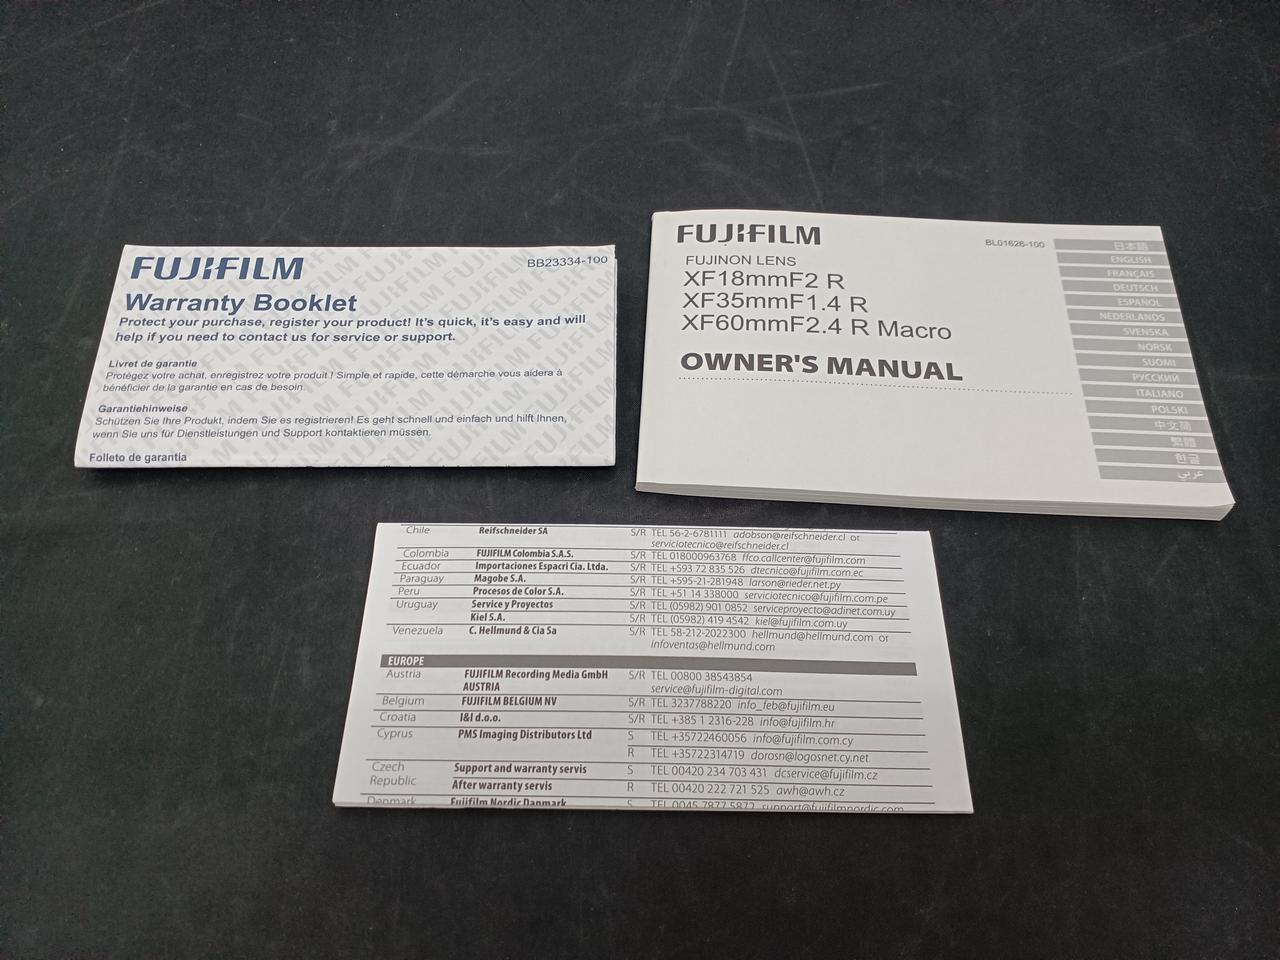 FUJIFILM
BB23334-100
Warranty Booklet
Protect your purchase, register your product! It's quick, it's easy and will
help if you need to contact us for service or support.
Livret de garantie
Protégez votre achat, enregistrez votre produit ! Simple et rapide, cette démarche vous aidera à
bénéficier de la garantie en cas de besoin.
Garantiehinweise
Schützen Sie Ihre Produkt, indem Sie es registrieren! Es geht schnell und einfach und hilft Ihnen,
wenn Sie uns für Dienstleistungen und Support kontaktieren müssen.
Folleto de garantía
FUJIFILM
BL01626-100
FUJINON LENS
XF18mmF2 R
XF35mmF1.4 R
XF60mmF2.4 R Macro
OWNER'S MANUAL
日本語
ENGLISH
FRANÇAIS
DEUTSCH
ESPAÑOL
NEDERLANDS
SVENSKA
NORSK
SUOMI
РУССКИЙ
ITALIANO
POLSKI
中文简
繁體
한글
عربي
Chile Reifschneider SA S/R TEL 56-2-6781111 adobson@reifschneider.cl or
serviciotecnico@reifschneider.cl
Colombia FUJIFILM Colombia S.A.S. S/R TEL 018000963768 ffco.callcenter@fujifilm.com
Ecuador Importaciones Espacri Cia. Ltda. S/R TEL +593 72 835 526 dtecnico@fujifilm.com.ec
Paraguay Magobe S.A. S/R TEL +595-21-281948 larson@rieder.net.py
Peru Procesos de Color S.A. S/R TEL +51 14 338000 serviciotecnico@fujifilm.com.pe
Uruguay Service y Proyectos S/R TEL (05982) 901 0852 serviceproyecto@adinet.com.uy
Kiel S.A. S/R TEL (05982) 419 4542 kiel@fujifilm.com.uy
Venezuela C. Hellmund & Cia Sa S/R TEL 58-212-2022300 hellmund@hellmund.com or
infoventas@hellmund.com
EUROPE
Austria FUJIFILM Recording Media GmbH S/R TEL 00800 38543854
AUSTRIA service@fujifilm-digital.com
Belgium FUJIFILM BELGIUM NV S/R TEL 3237788220 info_feb@fujifilm.eu
Croatia I&I d.o.o. S/R TEL +385 1 2316-228 info@fujifilm.hr
Cyprus PMS Imaging Distributors Ltd S TEL +35722460056 info@fujifilm.com.cy
R TEL +35722314719 dorosn@logosnet.cy.net
Czech Support and warranty servis S TEL 00420 234 703 431 dcservice@fujifilm.cz
Republic After warranty servis R TEL 00420 222 721 525 awh@awh.cz
Denmark Fujifilm Nordic Danmark S TEL 0045 7877 5872 support@fujifilmnordic.com